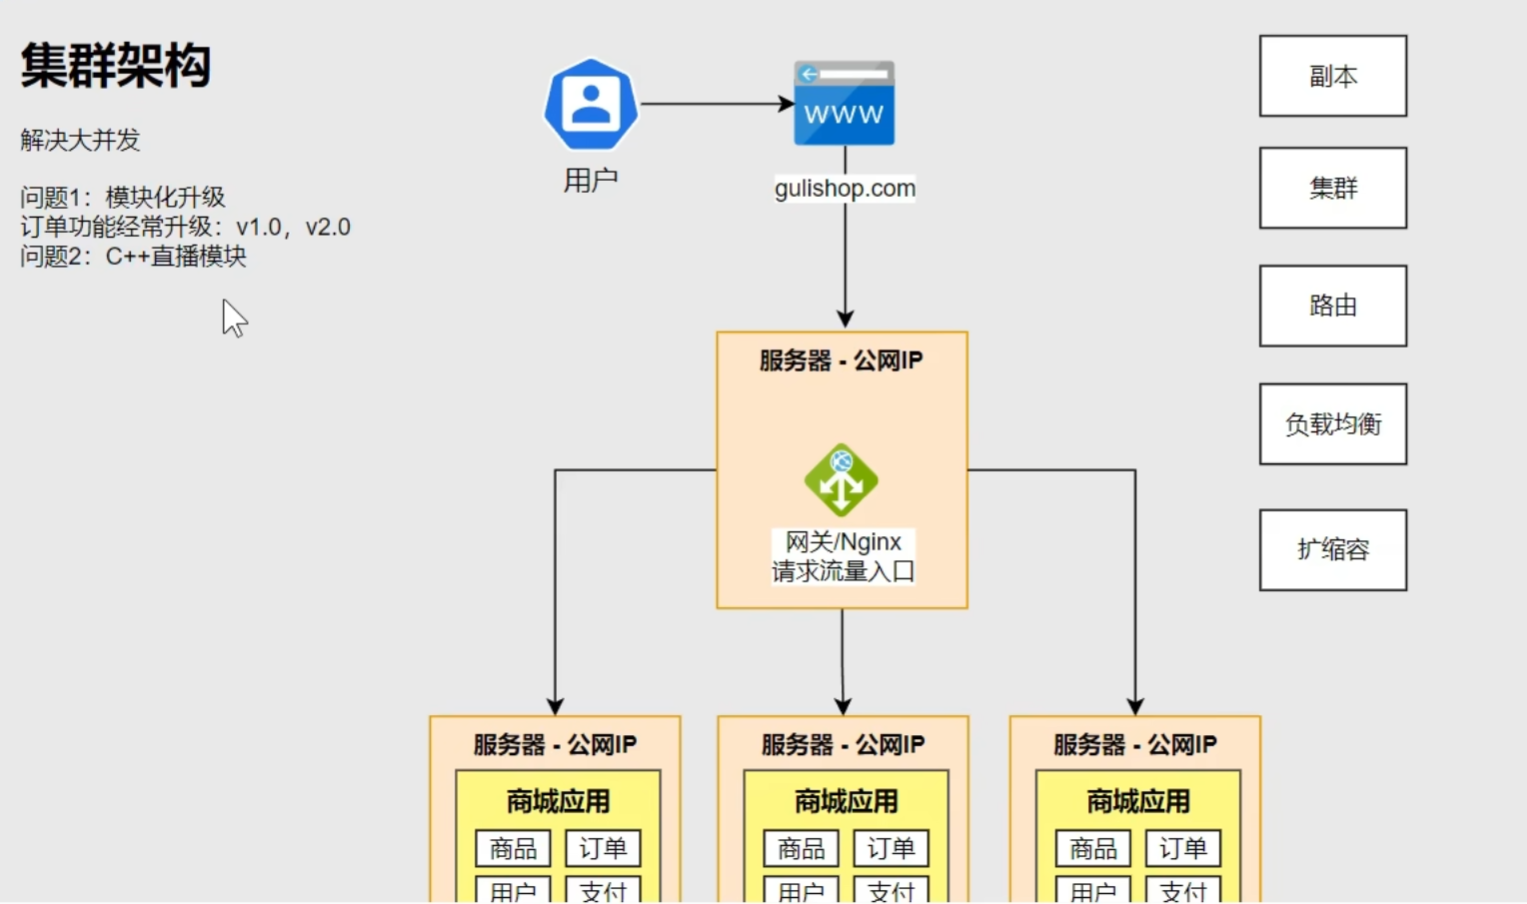 集群架构
解决大并发
问题1：模块化升级
订单功能经常升级：v1.0，v2.0
问题2：C++直播模块
用户
www
gulishop.com
服务器 - 公网IP
网关/Nginx
请求流量入口
副本
集群
路由
负载均衡
扩缩容
服务器 - 公网IP
商城应用
商品 订单
用户 支付
服务器 - 公网IP
商城应用
商品 订单
用户 支付
服务器 - 公网IP
商城应用
商品 订单
用户 支付